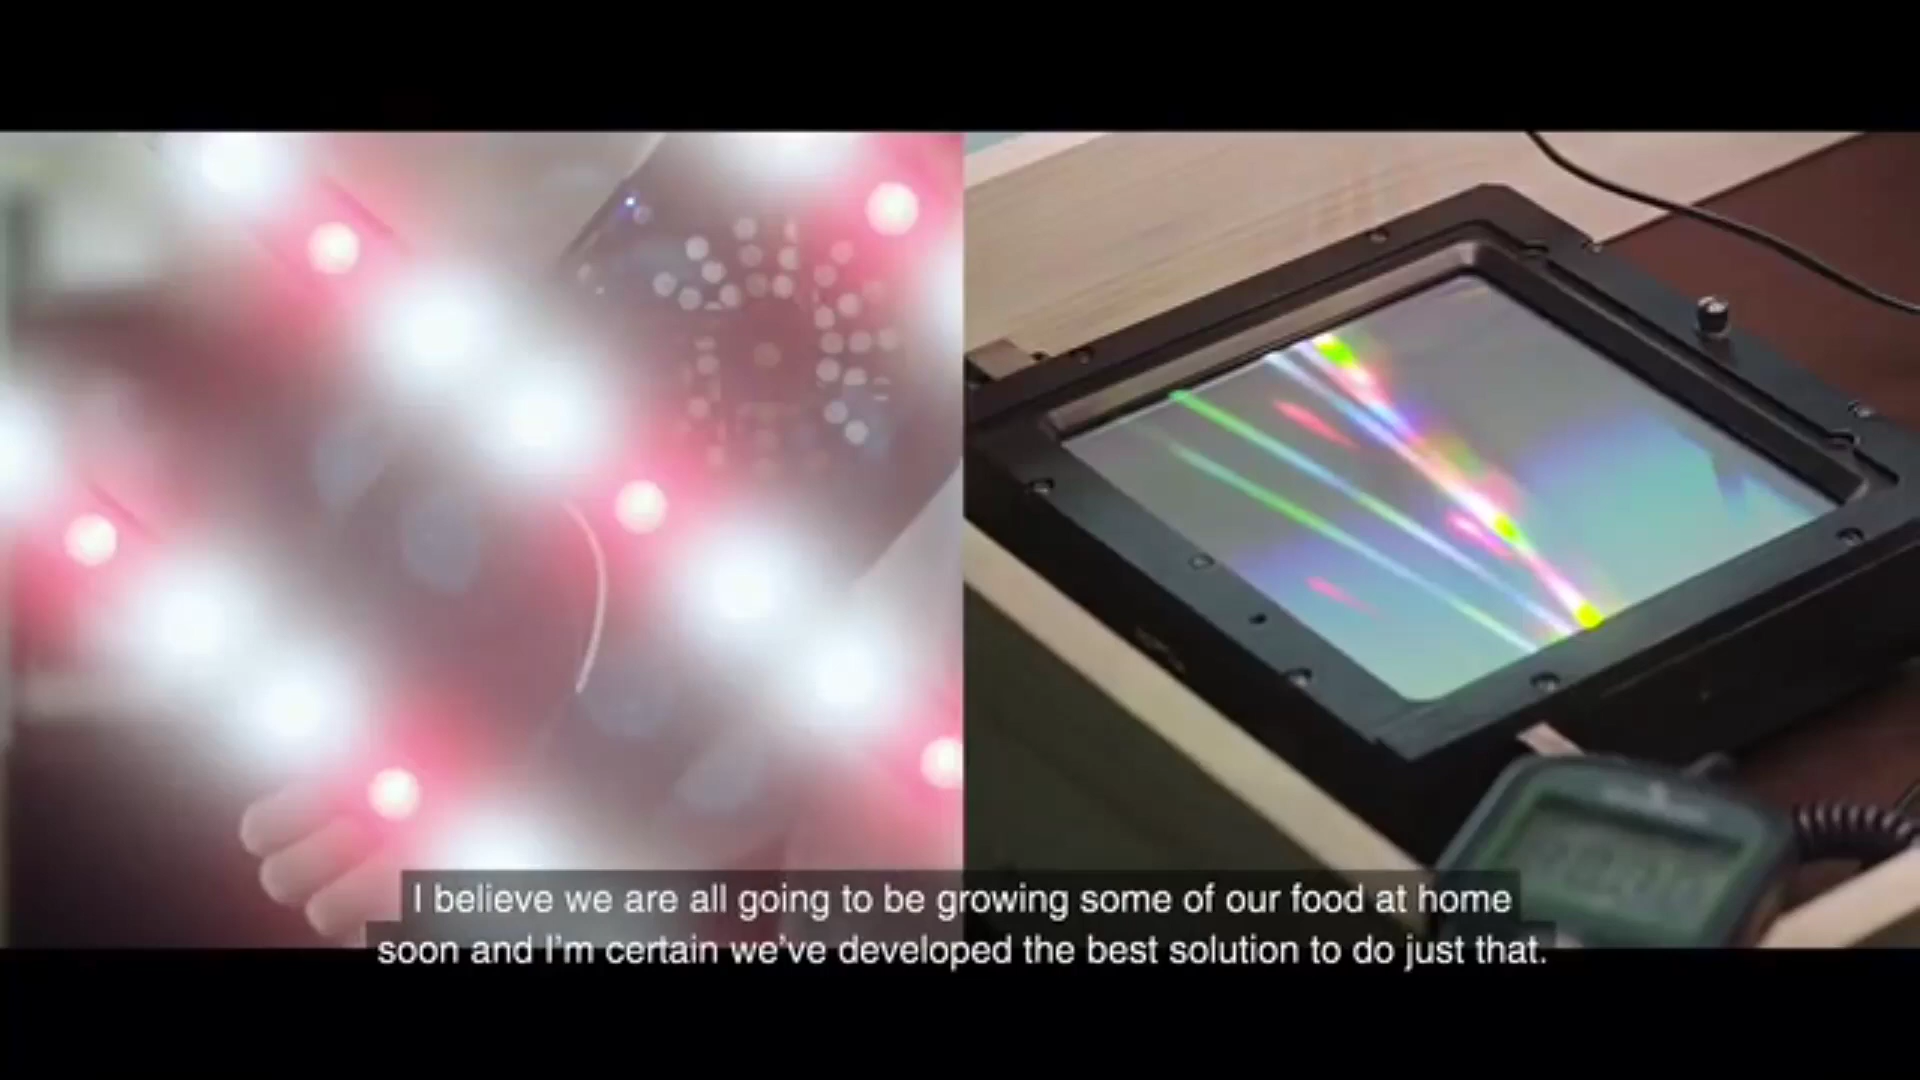 I believe we are all going to be growing some of our food at home
soon and I'm certain we've developed the best solution to do just that.